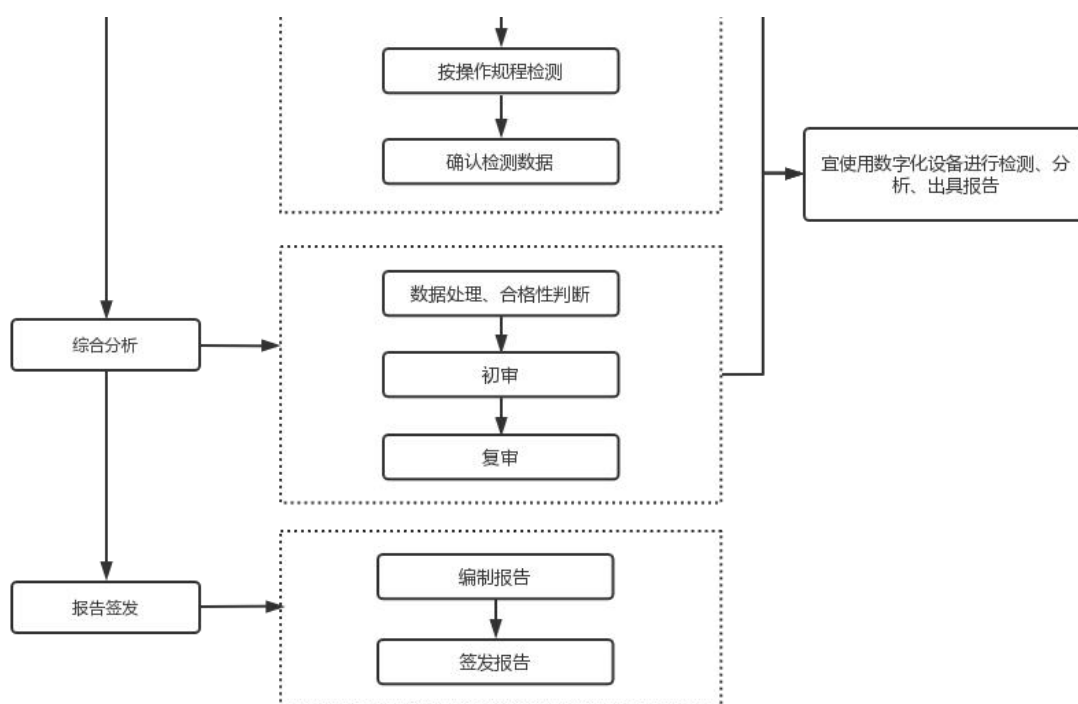 按操作规程检测
确认检测数据
宜使用数字化设备进行检测、分
析、出具报告
数据处理、合格性判断
综合分析
初审
复审
编制报告
报告签发
签发报告